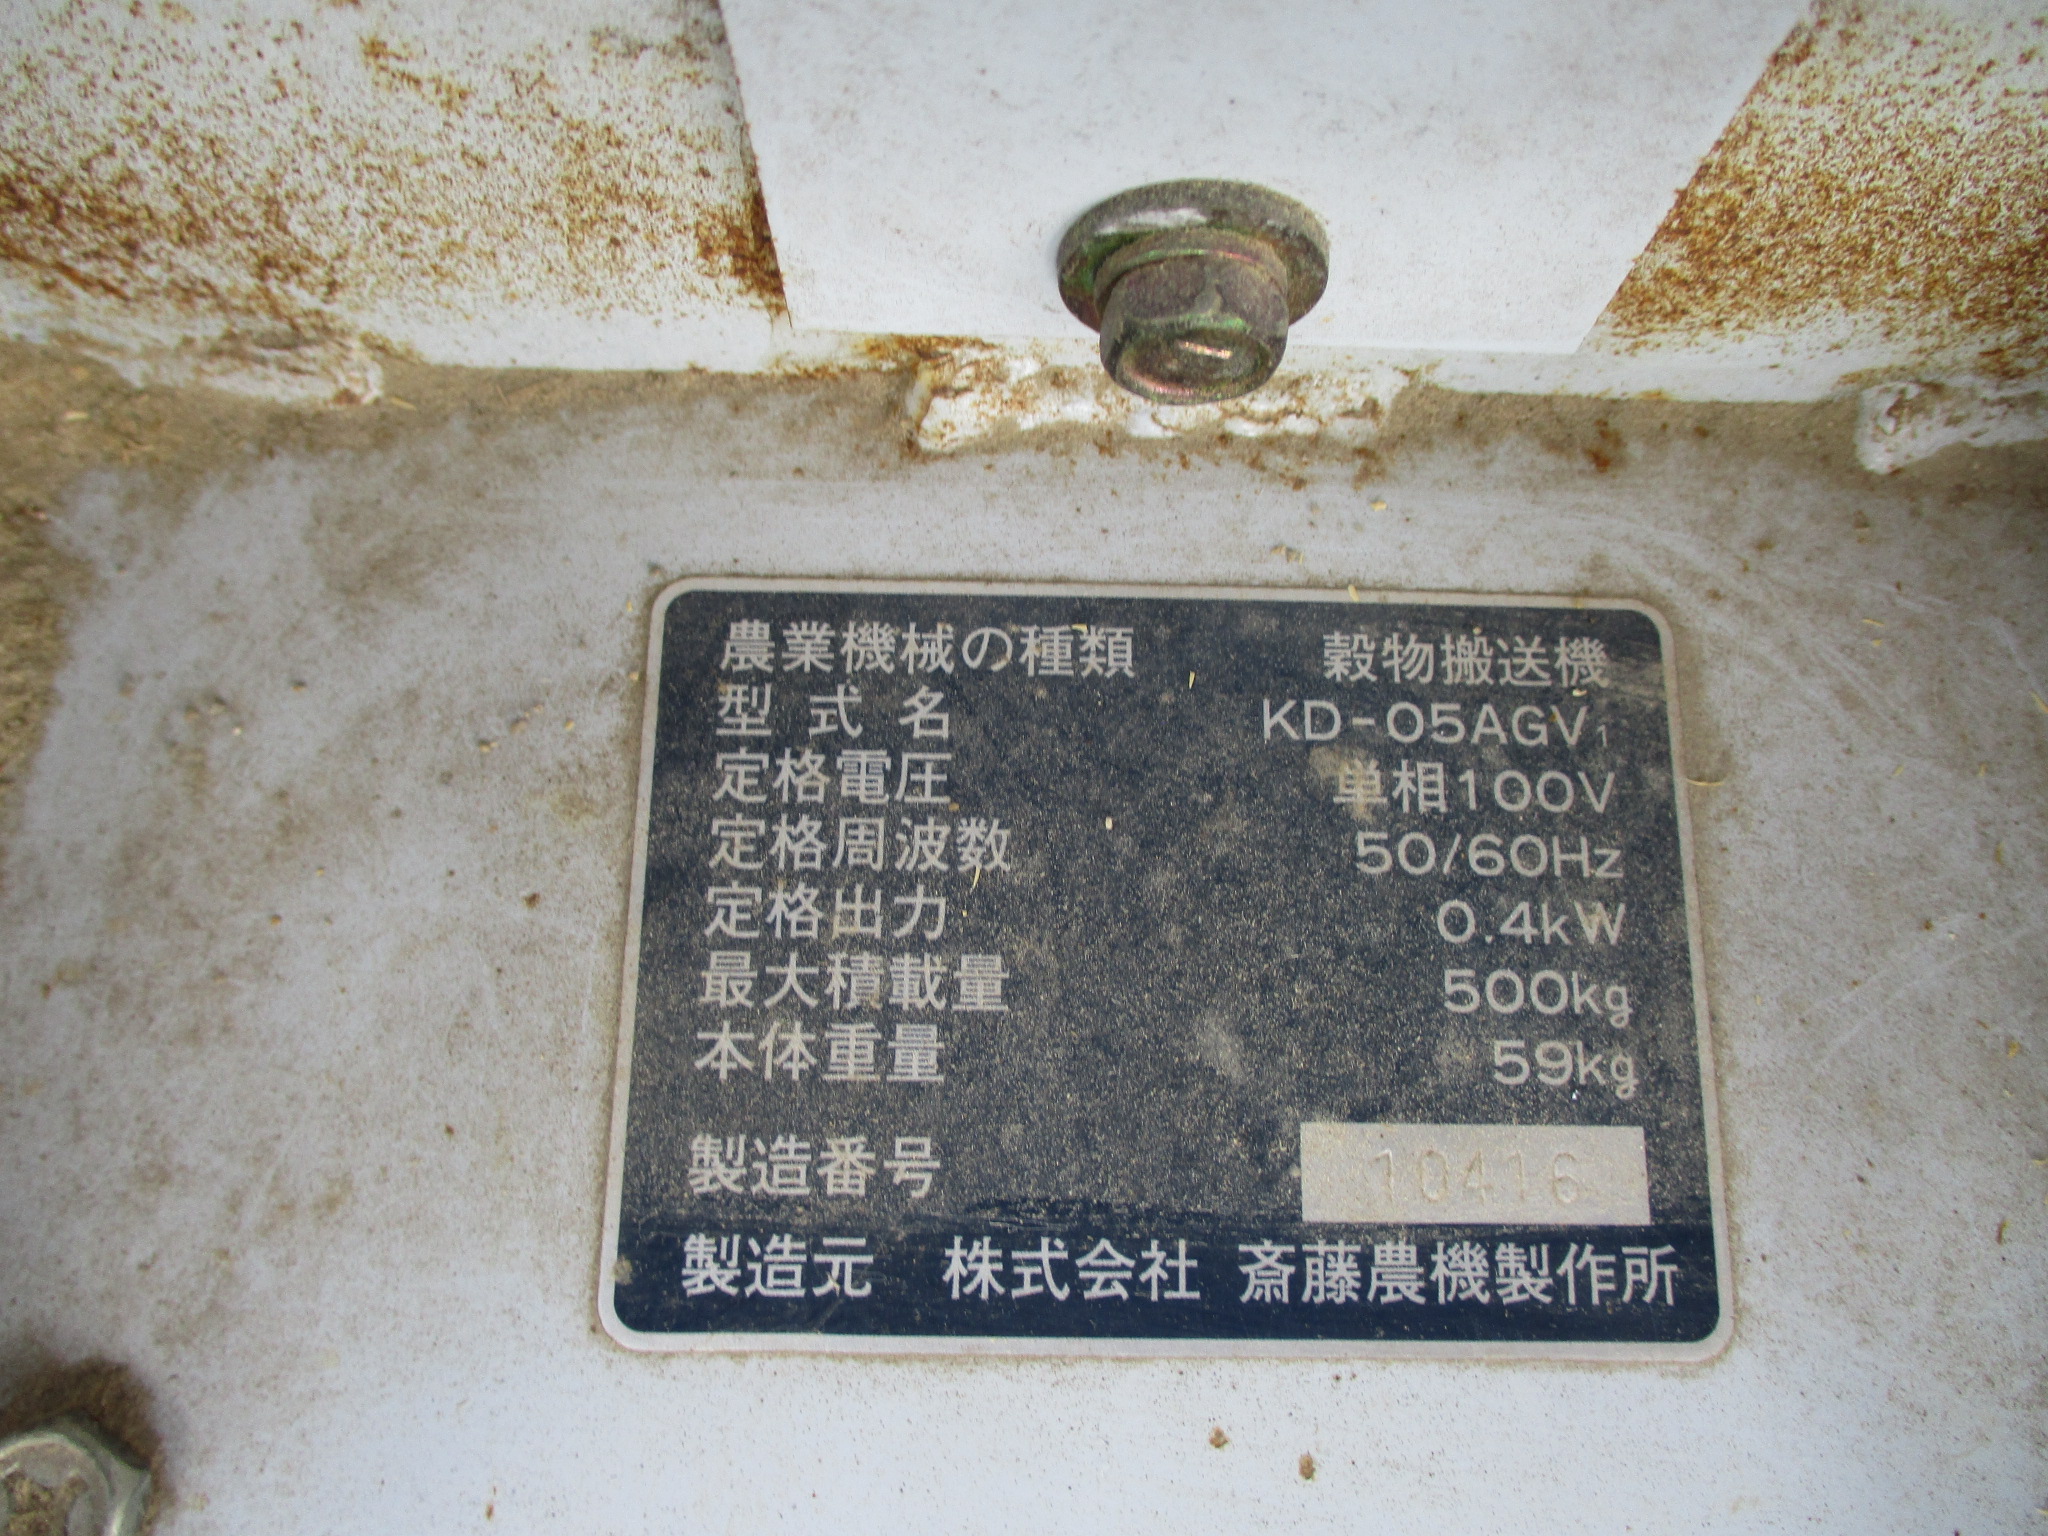 農業機械の種類 穀物搬送機
型式名 KD-05AGV₁
定格電圧 単相100V
定格周波数 50/60Hz
定格出力 0.4kW
最大積載量 500kg
本体重量 59kg
製造番号 10416
製造元 株式会社 斎藤農機製作所